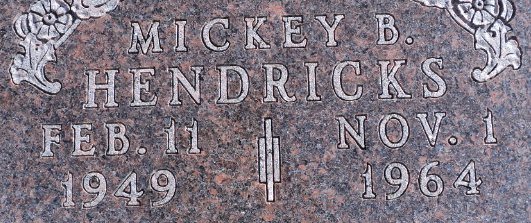 MICKEY B.
HENDRICKS
FEB. 11 NOV. 1
1949 1964